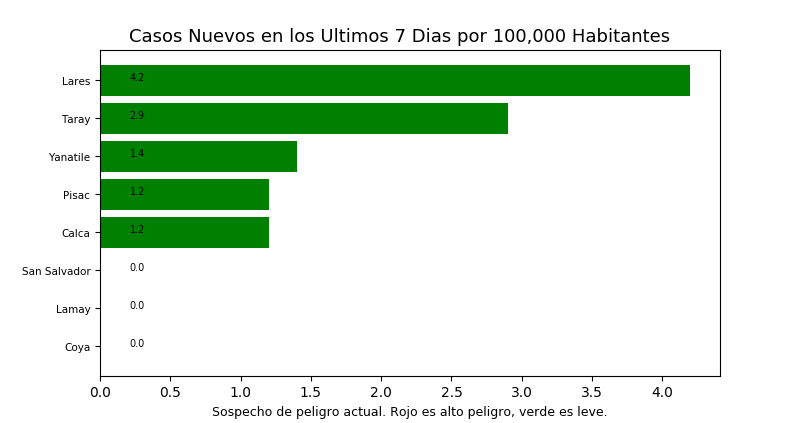 Casos Nuevos en los Ultimos 7 Dias por 100,000 Habitantes
Lares 4.2
Taray 2.9
Yanatile 1.4
Pisac 1.2
Calca 1.2
San Salvador 0.0
Lamay 0.0
Coya 0.0
0.0 0.5 1.0 1.5 2.0 2.5 3.0 3.5 4.0
Sospecho de peligro actual. Rojo es alto peligro, verde es leve.